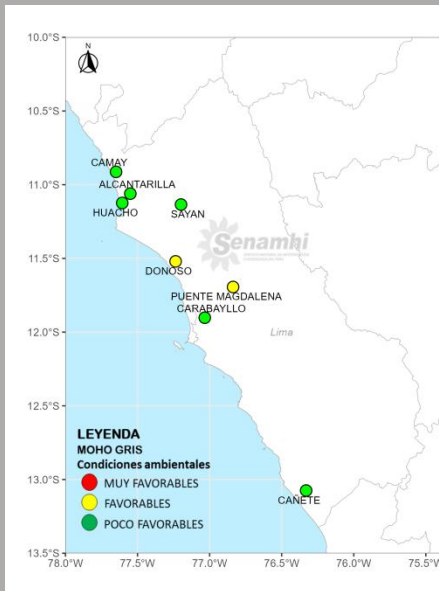 10.0°S
N
10.5°S
CAMAY
11.0°S
ALCANTARILLA
HUACHO
SAYAN
Senamhi
11.5°S
DONOSO
PUENTE MAGDALENA
CARABAYLLO
12.0°S
Lima
12.5°S
LEYENDA
MOHO GRIS
Condiciones ambientales
MUY FAVORABLES
FAVORABLES
POCO FAVORABLES
13.0°S
CAÑETE
13.5°S
78.0°W 77.5°W 77.0°W 76.5°W 76.0°W 75.5°W